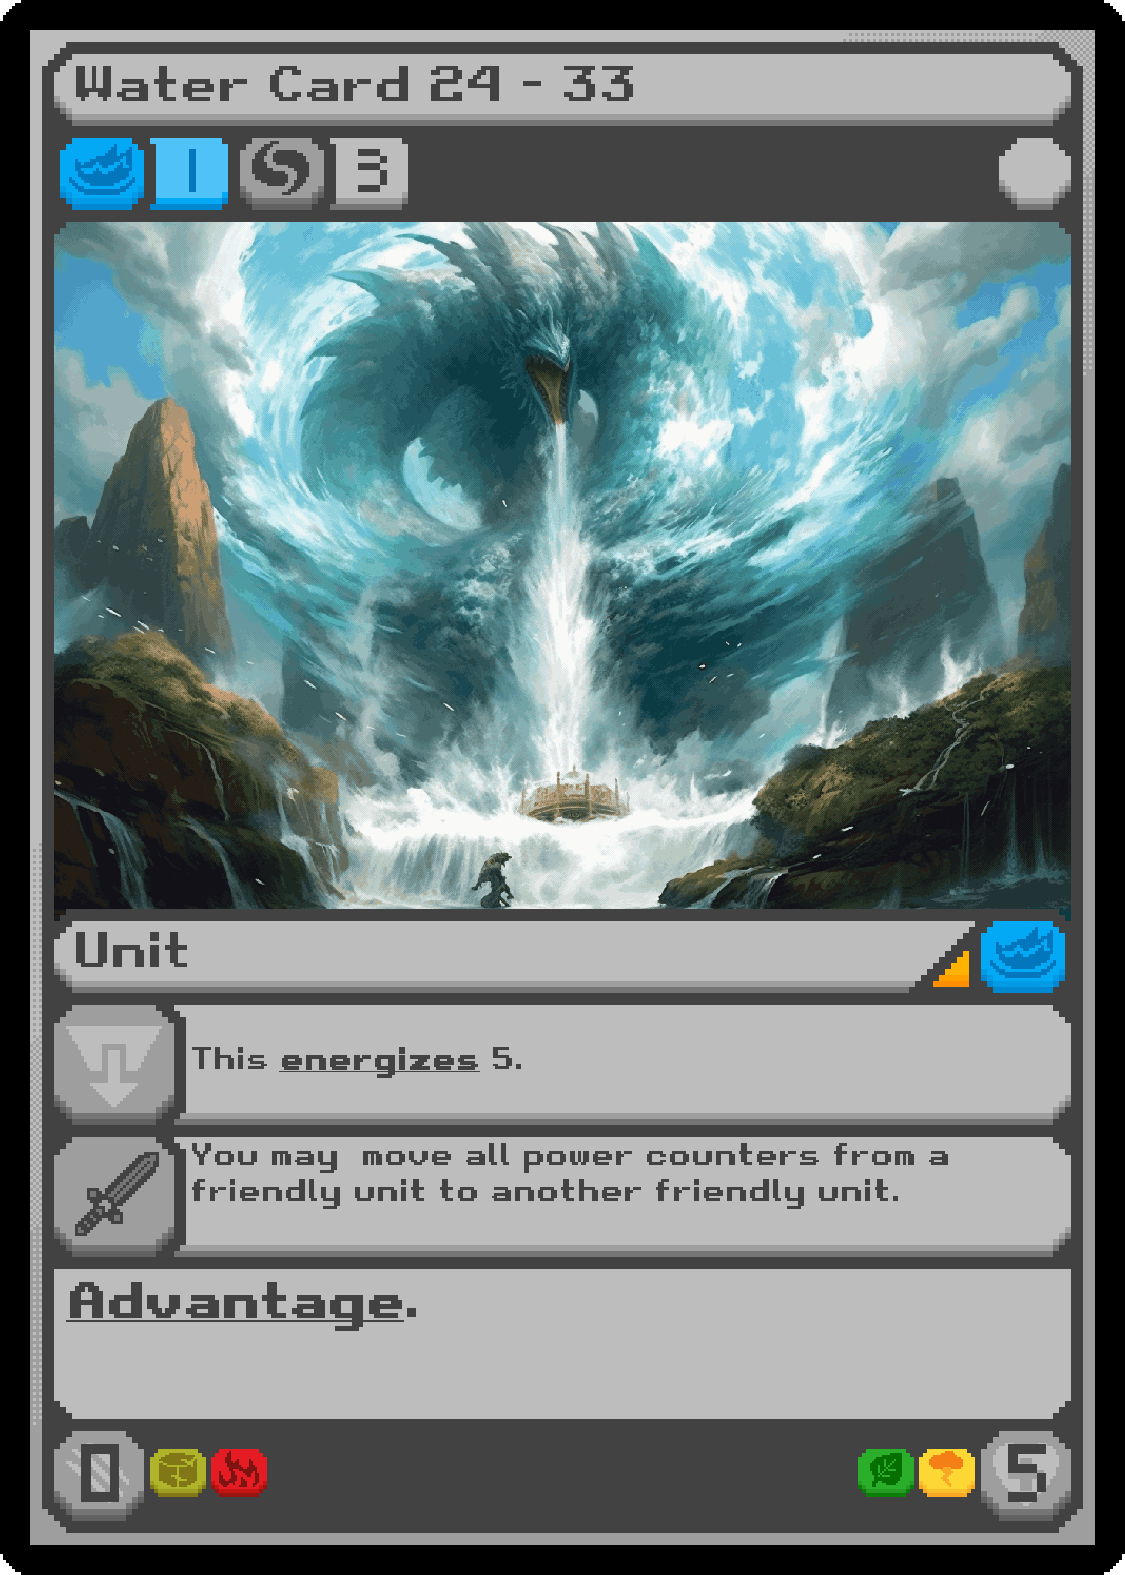 Water Card 24 - 33
1 3
Unit
This energizes 5.
You may move all power counters from a
friendly unit to another friendly unit.
Advantage.
0 5